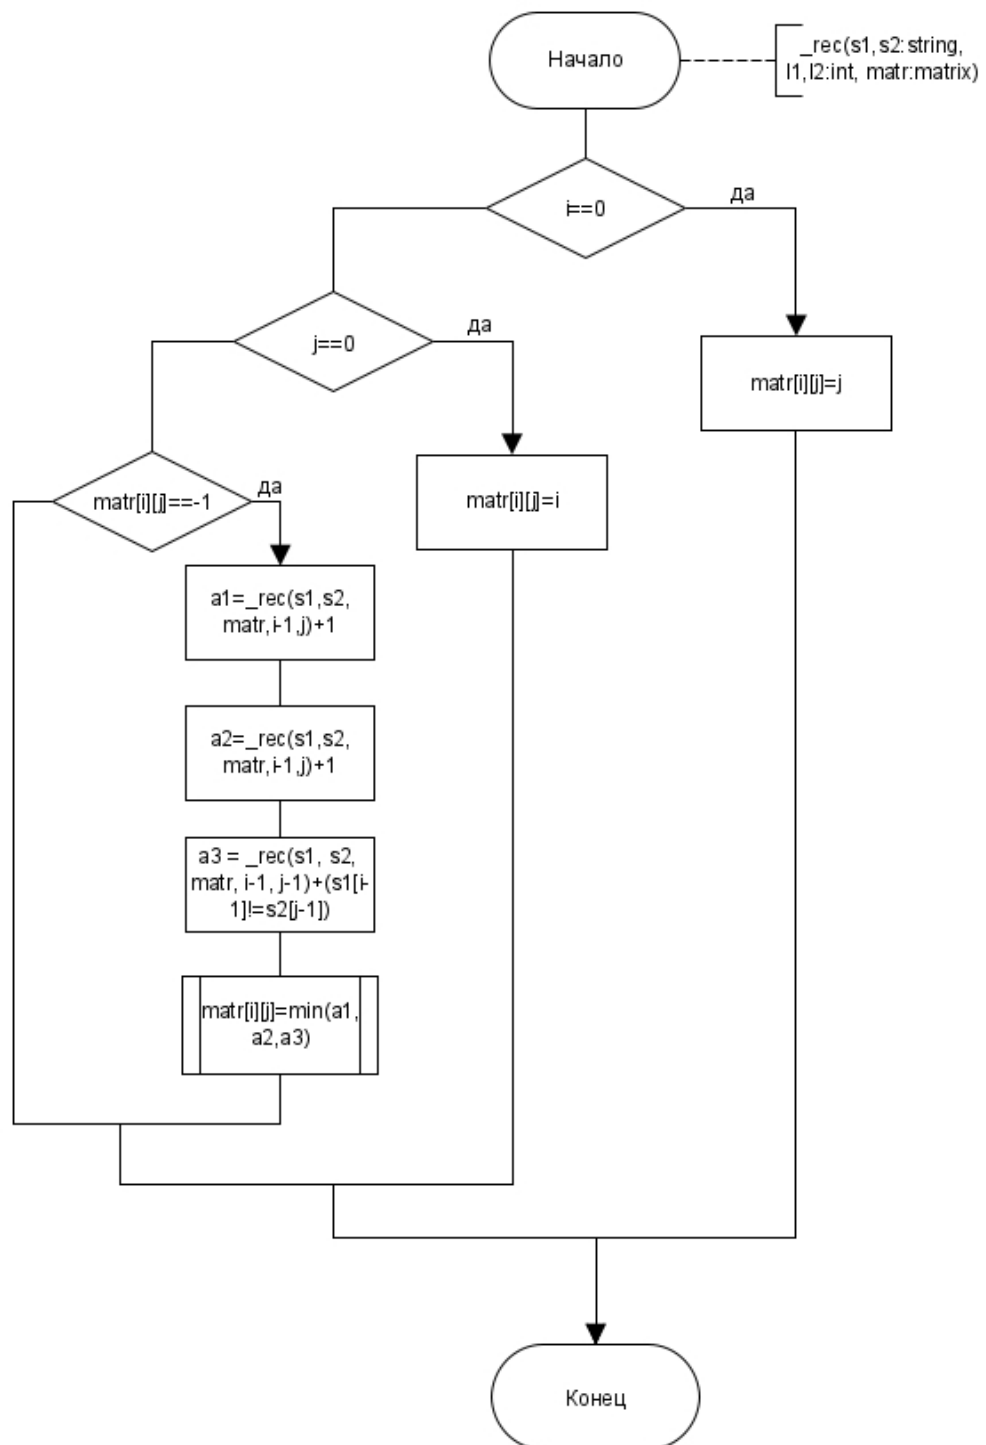 Начало
_rec(s1,s2:string,
l1,l2:int, matr:matrix)
i==0
да
j==0
да
matr[i][j]=j
matr[i][j]==-1
да
matr[i][j]=i
a1=_rec(s1,s2,
matr,i-1,j)+1
a2=_rec(s1,s2,
matr,i-1,j)+1
a3 = _rec(s1, s2,
matr, i-1, j-1)+(s1[i-
1]!=s2[j-1])
matr[i][j]=min(a1,
a2,a3)
Конец